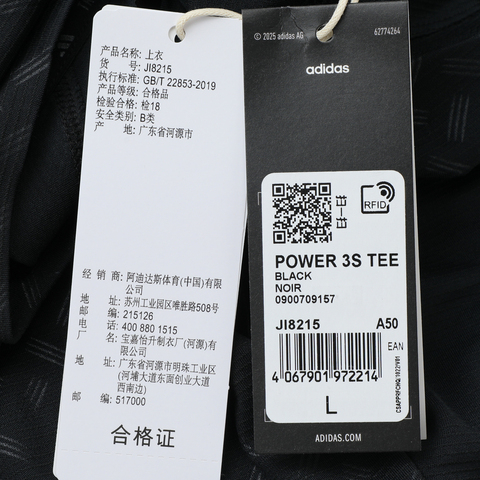 产品名称: 上衣
货 号: JI8215
执行标准: GB/T 22853-2019
产品等级: 合格品
检验合格: 检18
安全类别: B类
产 地: 广东省河源市
经 销 商: 阿迪达斯体育(中国)有限公司
地 址: 苏州工业园区唯胜路508号
邮 编: 215126
电 话: 400 880 1515
厂 名: 宝嘉怡升制衣厂(河源)有限公司
地 址: 广东省河源市明珠工业区(河埔大道东面创业大道西南边)
邮 编: 517000
合格证
© 2025 adidas AG
62774264
adidas
RFID
POWER 3S TEE
BLACK
NOIR
0900709157
JI8215 A50
EAN
4 067901 972214
L
ADIDAS.COM